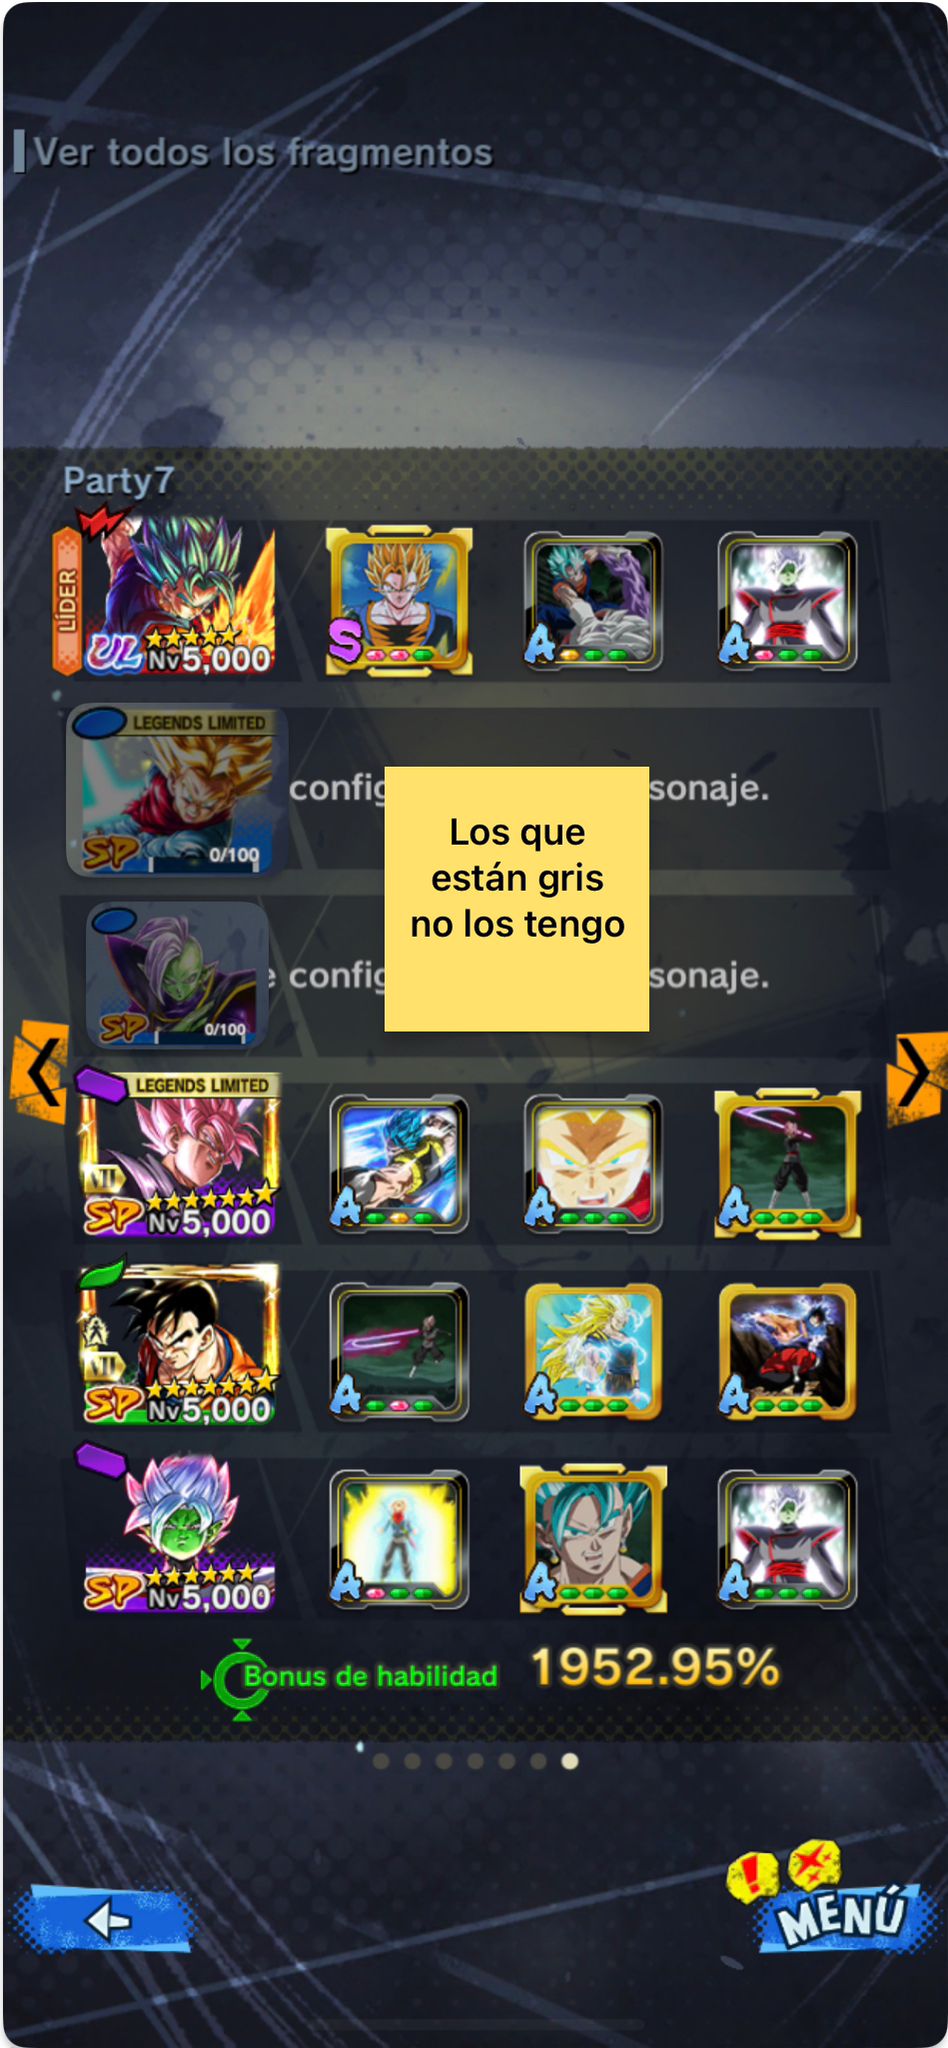 Ver todos los fragmentos
Party7
LÍDER
UL Nv5,000
S
A
A
LEGENDS LIMITED
SP 0/100
config sonaje.
Los que
están gris
no los tengo
SP 0/100
e config sonaje.
LEGENDS LIMITED
VII
SP Nv5,000
A
A
A
VII
SP Nv5,000
A
A
A
SP Nv5,000
A
A
A
Bonus de habilidad 1952.95%
MENÚ